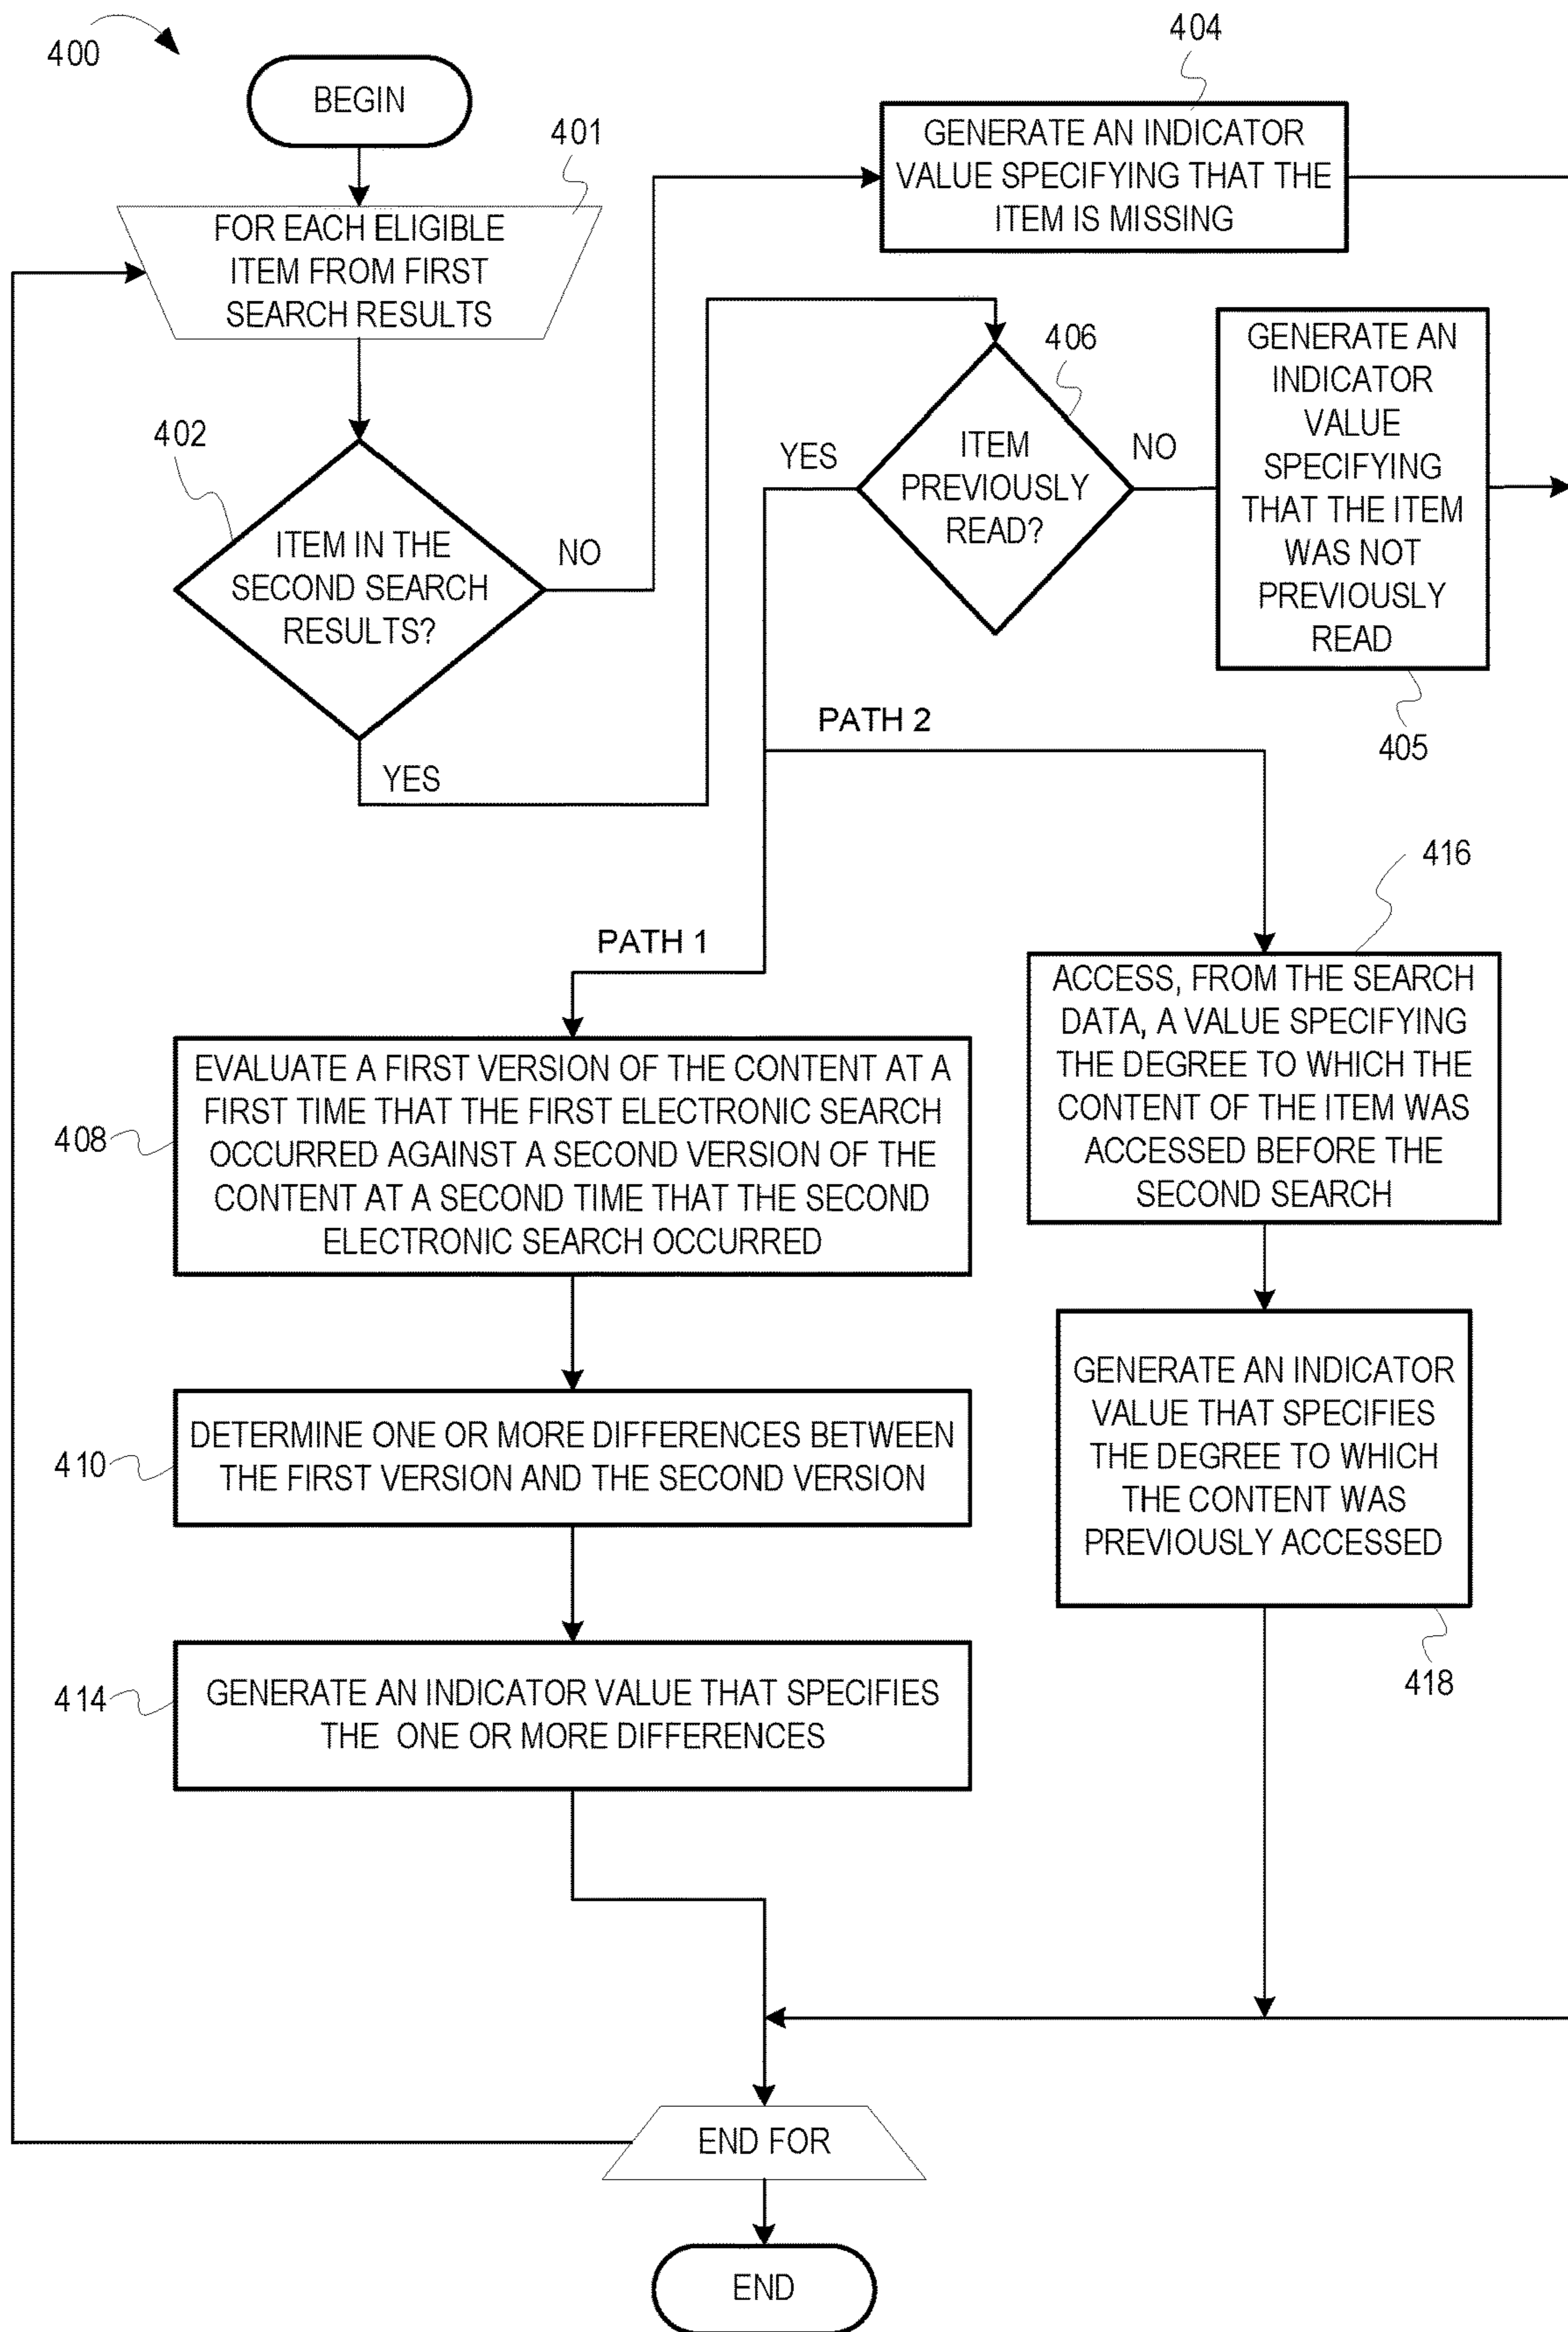 400
BEGIN
401
FOR EACH ELIGIBLE
ITEM FROM FIRST
SEARCH RESULTS
402
ITEM IN THE
SECOND SEARCH
RESULTS?
NO
YES
404
GENERATE AN INDICATOR
VALUE SPECIFYING THAT THE
ITEM IS MISSING
406
ITEM
PREVIOUSLY
READ?
YES
NO
GENERATE AN
INDICATOR
VALUE
SPECIFYING
THAT THE ITEM
WAS NOT
PREVIOUSLY
READ
405
PATH 2
PATH 1
408
EVALUATE A FIRST VERSION OF THE CONTENT AT A
FIRST TIME THAT THE FIRST ELECTRONIC SEARCH
OCCURRED AGAINST A SECOND VERSION OF THE
CONTENT AT A SECOND TIME THAT THE SECOND
ELECTRONIC SEARCH OCCURRED
410
DETERMINE ONE OR MORE DIFFERENCES BETWEEN
THE FIRST VERSION AND THE SECOND VERSION
414
GENERATE AN INDICATOR VALUE THAT SPECIFIES
THE ONE OR MORE DIFFERENCES
416
ACCESS, FROM THE SEARCH
DATA, A VALUE SPECIFYING
THE DEGREE TO WHICH THE
CONTENT OF THE ITEM WAS
ACCESSED BEFORE THE
SECOND SEARCH
GENERATE AN INDICATOR
VALUE THAT SPECIFIES
THE DEGREE TO WHICH
THE CONTENT WAS
PREVIOUSLY ACCESSED
418
END FOR
END